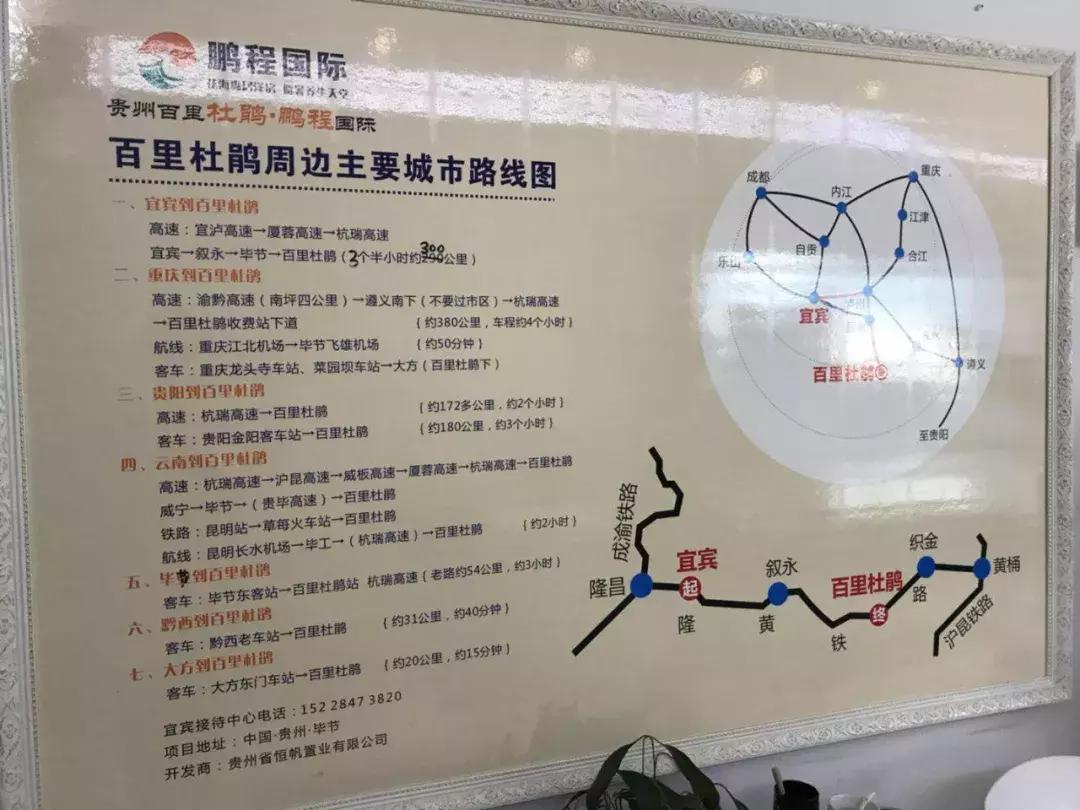 鹏程国际
贵州百里杜鹃·鹏程国际
百里杜鹃周边主要城市路线图
一、宜宾到百里杜鹃
高速：宜泸高速→厦蓉高速→杭瑞高速
宜宾→叙永→毕节→百里杜鹃（3个半小时约300公里）
二、重庆到百里杜鹃
高速：渝黔高速（南坪四公里）→遵义南下（不要过市区）→杭瑞高速
→百里杜鹃收费站下道 {约380公里，车程约4个小时}
航线：重庆江北机场→毕节飞雄机场 {约50分钟}
客车：重庆龙头寺车站、菜园坝车站→大方（百里杜鹃下）
三、贵阳到百里杜鹃
高速：杭瑞高速→百里杜鹃 {约172多公里，约2个小时}
客车：贵阳金阳客车站→百里杜鹃 {约180公里，约3个小时}
四、云南到百里杜鹃
高速：杭瑞高速→沪昆高速→威板高速→厦蓉高速→杭瑞高速→百里杜鹃
威宁→毕节→（贵毕高速）→百里杜鹃
铁路：昆明站→草每火车站→百里杜鹃
航线：昆明长水机场→毕工→（杭瑞高速）→百里杜鹃 {约2小时}
五、毕节到百里杜鹃
客车：毕节东客站→百里杜鹃站 杭瑞高速（老路约54公里，约3小时}
六、黔西到百里杜鹃
客车：黔西老车站→百里杜鹃 {约31公里，约40分钟}
七、大方到百里杜鹃
客车：大方东门车站→百里杜鹃 {约20公里，约15分钟}
宜宾接待中心电话：152 2847 3820
项目地址：中国·贵州·毕节
开发商：贵州省恒帆置业有限公司
成都
内江
重庆
江津
自贡
合江
乐山
宜宾
泸州
百里杜鹃
遵义
至贵阳
成渝铁路
隆昌
宜宾
起
叙永
百里杜鹃
终
织金
黄桶
隆
黄
铁
路
沪昆铁路